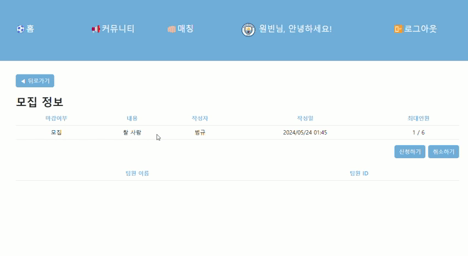 홈 커뮤니티 매칭 원빈님, 안녕하세요! 로그아웃
◀ 뒤로가기
모집 정보
마감여부 내용 작성자 작성일 최대인원
모집 할 사람 범규 2024/05/24 01:45 1 / 6
신청하기 취소하기
팀원 이름 팀원 ID